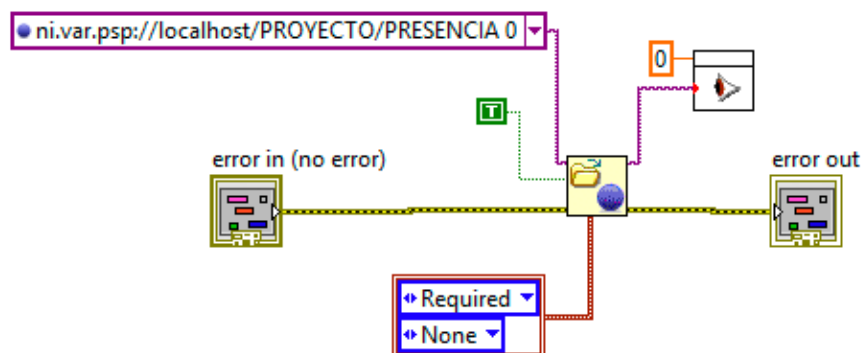 ni.var.psp://localhost/PROYECTO/PRESENCIA 0
0
T
error in (no error)
error out
Required
None